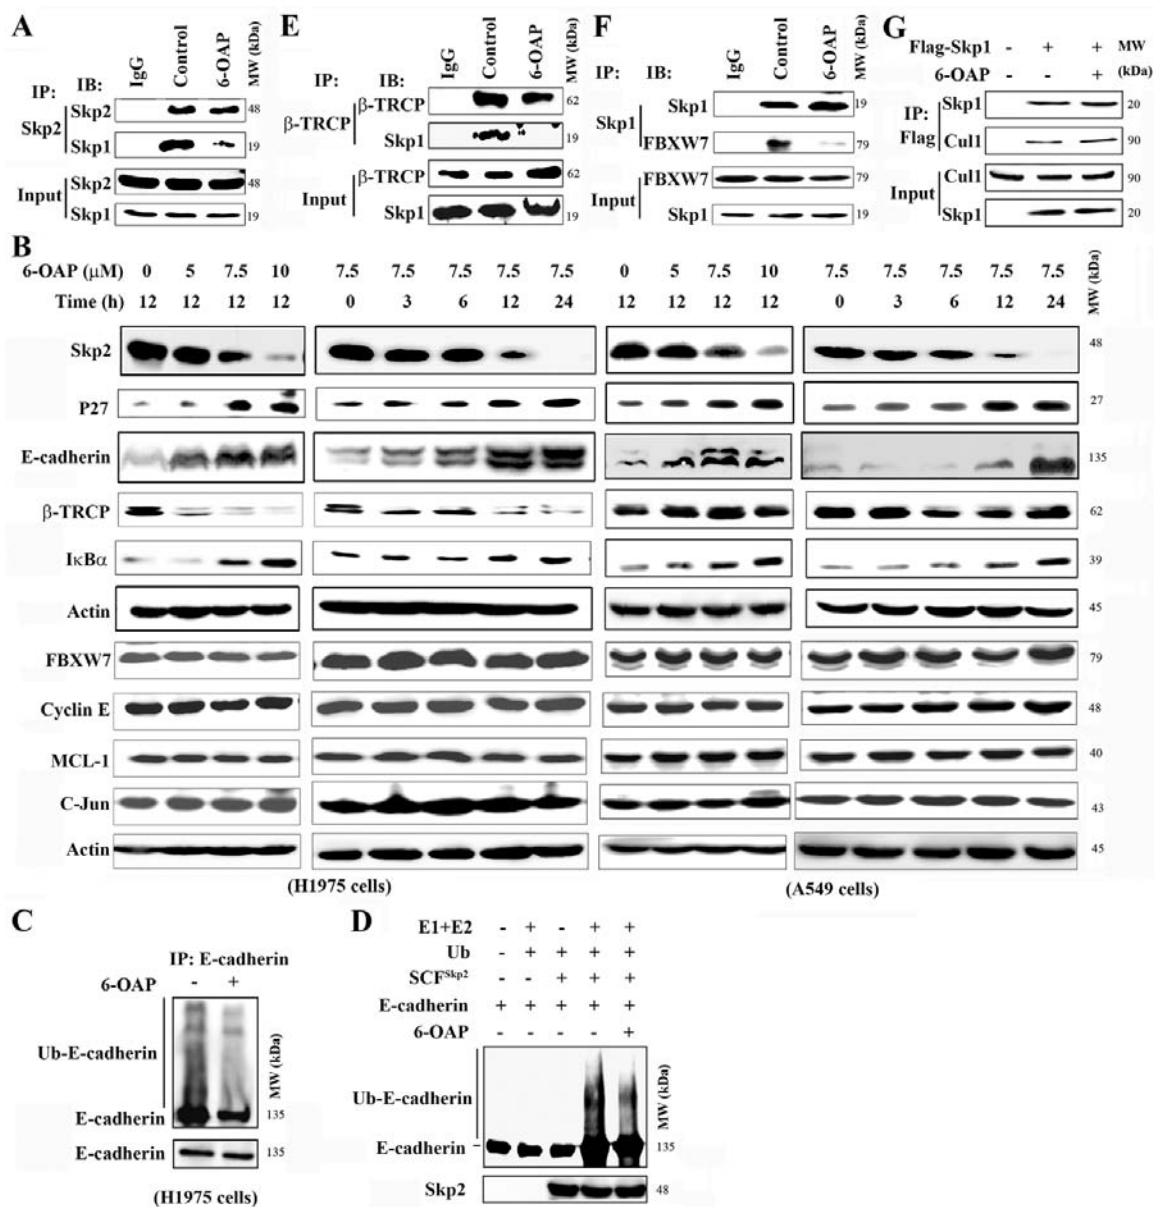 A
IgG
Control
6-OAP
MW (kDa)
IP:
IB:
Skp2
Skp2
48
Skp1
19
Input
Skp2
48
Skp1
19
E
IgG
Control
6-OAP
MW (kDa)
IP:
IB:
β-TRCP
β-TRCP
62
Skp1
19
Input
β-TRCP
62
Skp1
19
F
IgG
Control
6-OAP
MW (kDa)
IP:
IB:
Skp1
Skp1
19
FBXW7
79
Input
FBXW7
79
Skp1
19
G
Flag-Skp1 - + + MW
6-OAP - - + (kDa)
IP:
Flag
Skp1
20
Cul1
90
Input
Cul1
90
Skp1
20
B
6-OAP (μM) 0 5 7.5 10 7.5 7.5 7.5 7.5 7.5 0 5 7.5 10 7.5 7.5 7.5 7.5 7.5
Time (h) 12 12 12 12 0 3 6 12 24 12 12 12 12 0 3 6 12 24
MW (kDa)
Skp2 48
P27 27
E-cadherin 135
β-TRCP 62
IκBα 39
Actin 45
FBXW7 79
Cyclin E 48
MCL-1 40
C-Jun 43
Actin 45
(H1975 cells)
(A549 cells)
C
IP: E-cadherin
6-OAP - +
Ub-E-cadherin
MW (kDa)
E-cadherin 135
E-cadherin 135
(H1975 cells)
D
E1+E2 - + - + +
Ub - + + + +
SCFSkp2 - - + + +
E-cadherin + + + + +
6-OAP - - - - +
Ub-E-cadherin
MW (kDa)
E-cadherin 135
Skp2 48